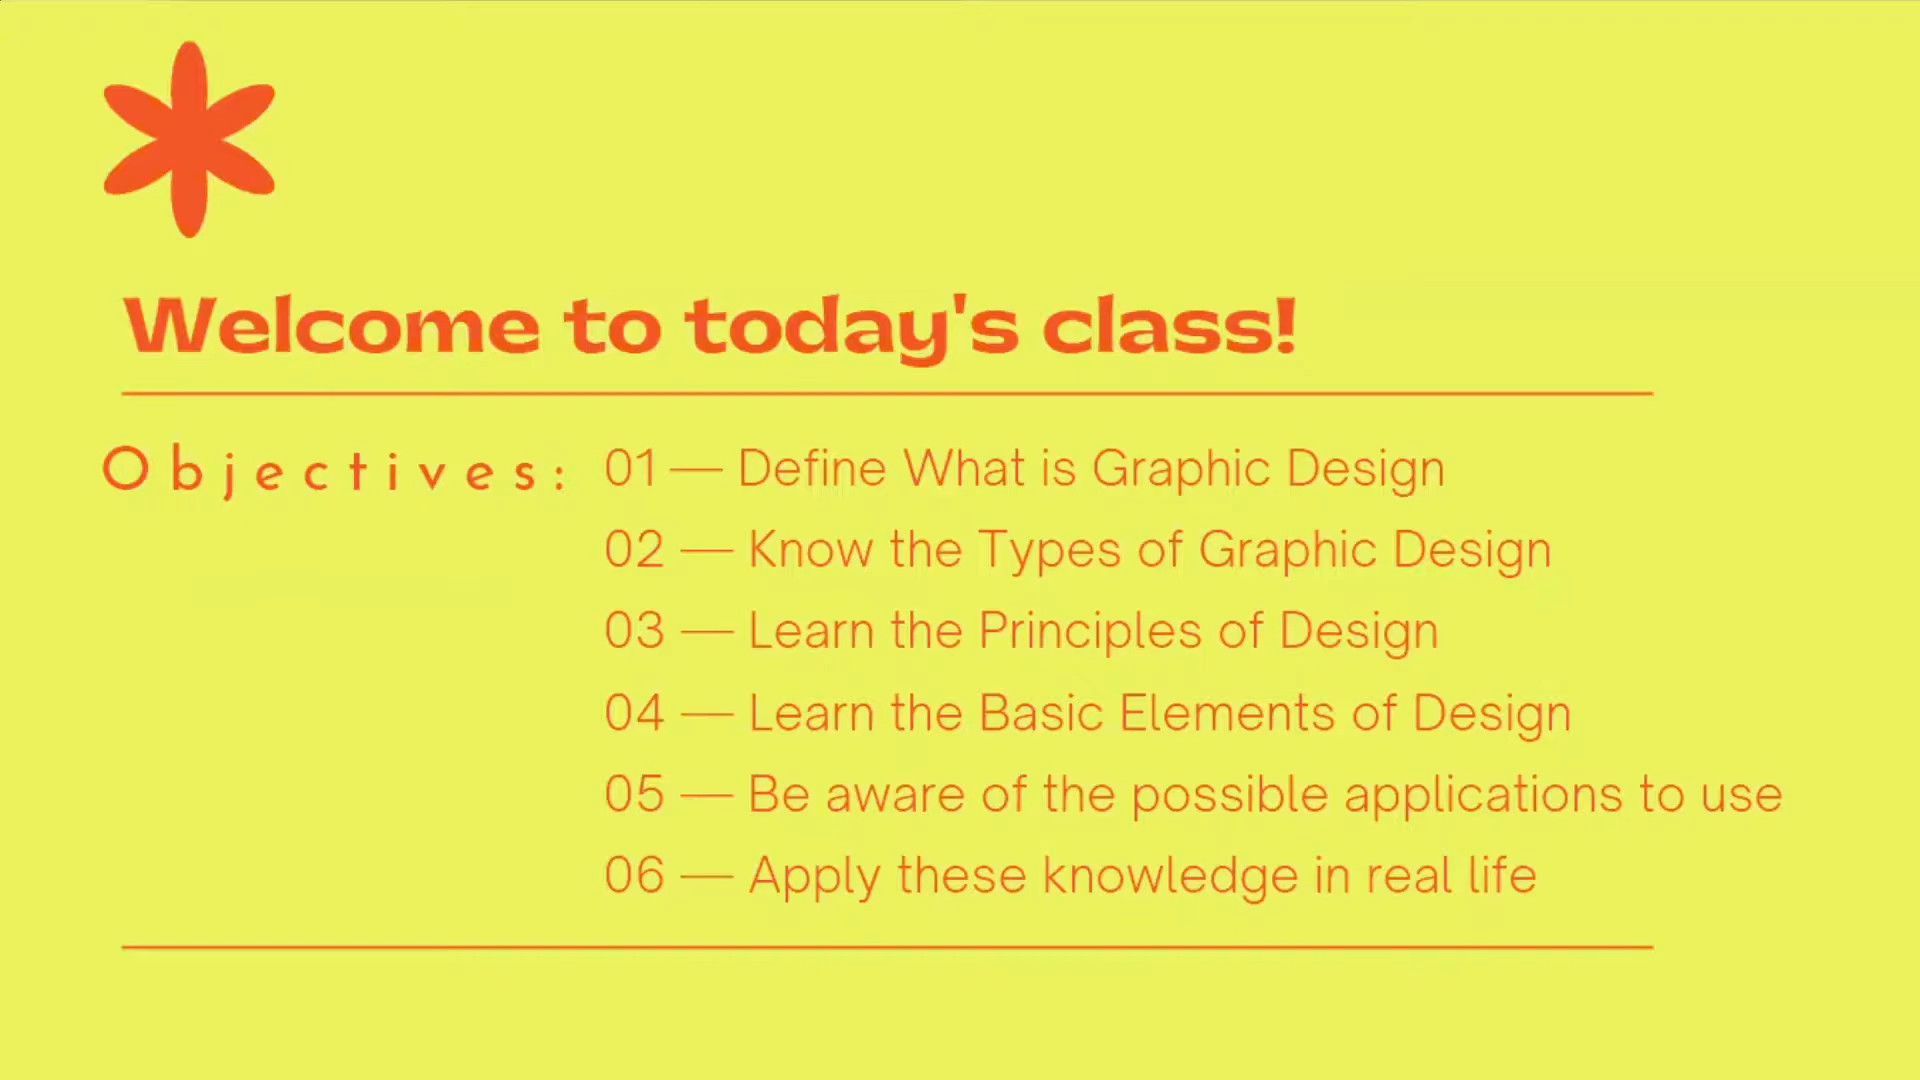 Welcome to today's class!
Objectives:
01 — Define What is Graphic Design
02 — Know the Types of Graphic Design
03 — Learn the Principles of Design
04 — Learn the Basic Elements of Design
05 — Be aware of the possible applications to use
06 — Apply these knowledge in real life